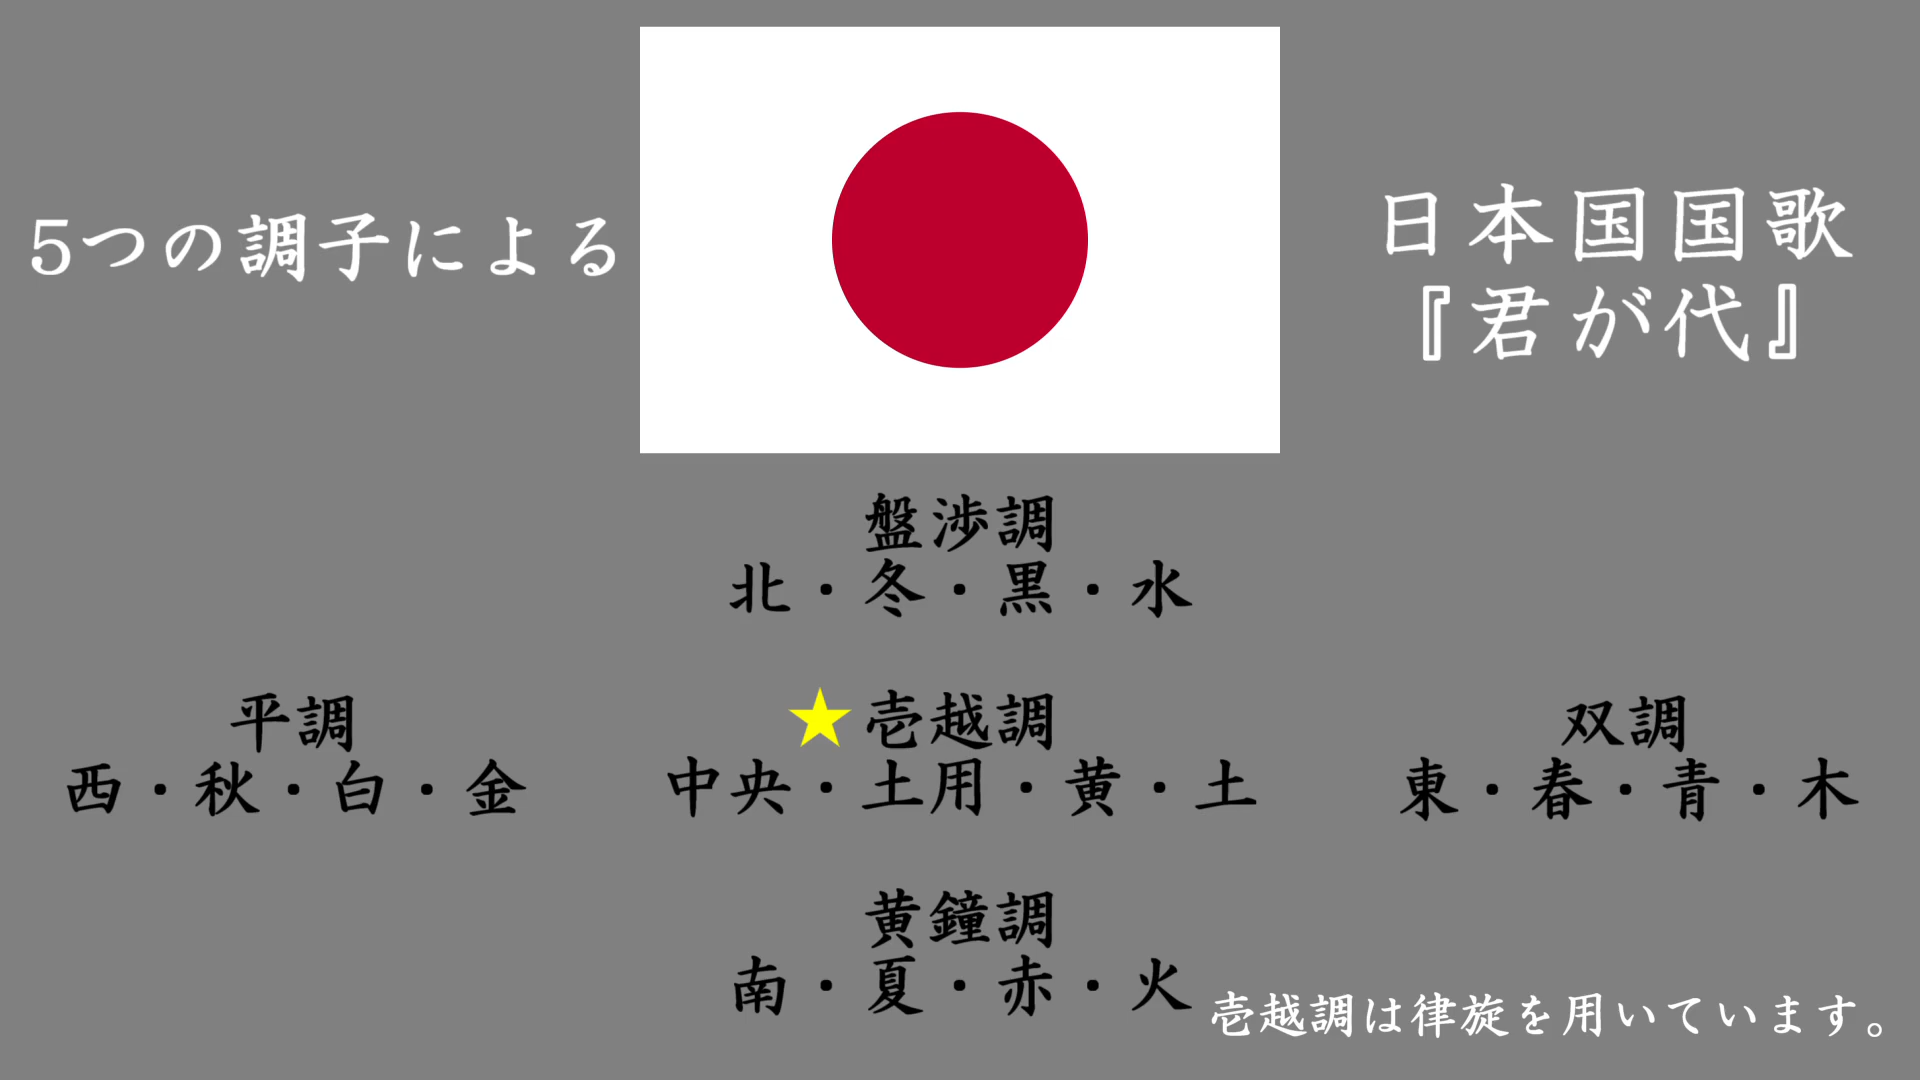 5つの調子による
日本国国歌
『君が代』
盤渉調
北・冬・黒・水
平調
西・秋・白・金
★壱越調
中央・土用・黄・土
双調
東・春・青・木
黄鐘調
南・夏・赤・火
壱越調は律旋を用いています。